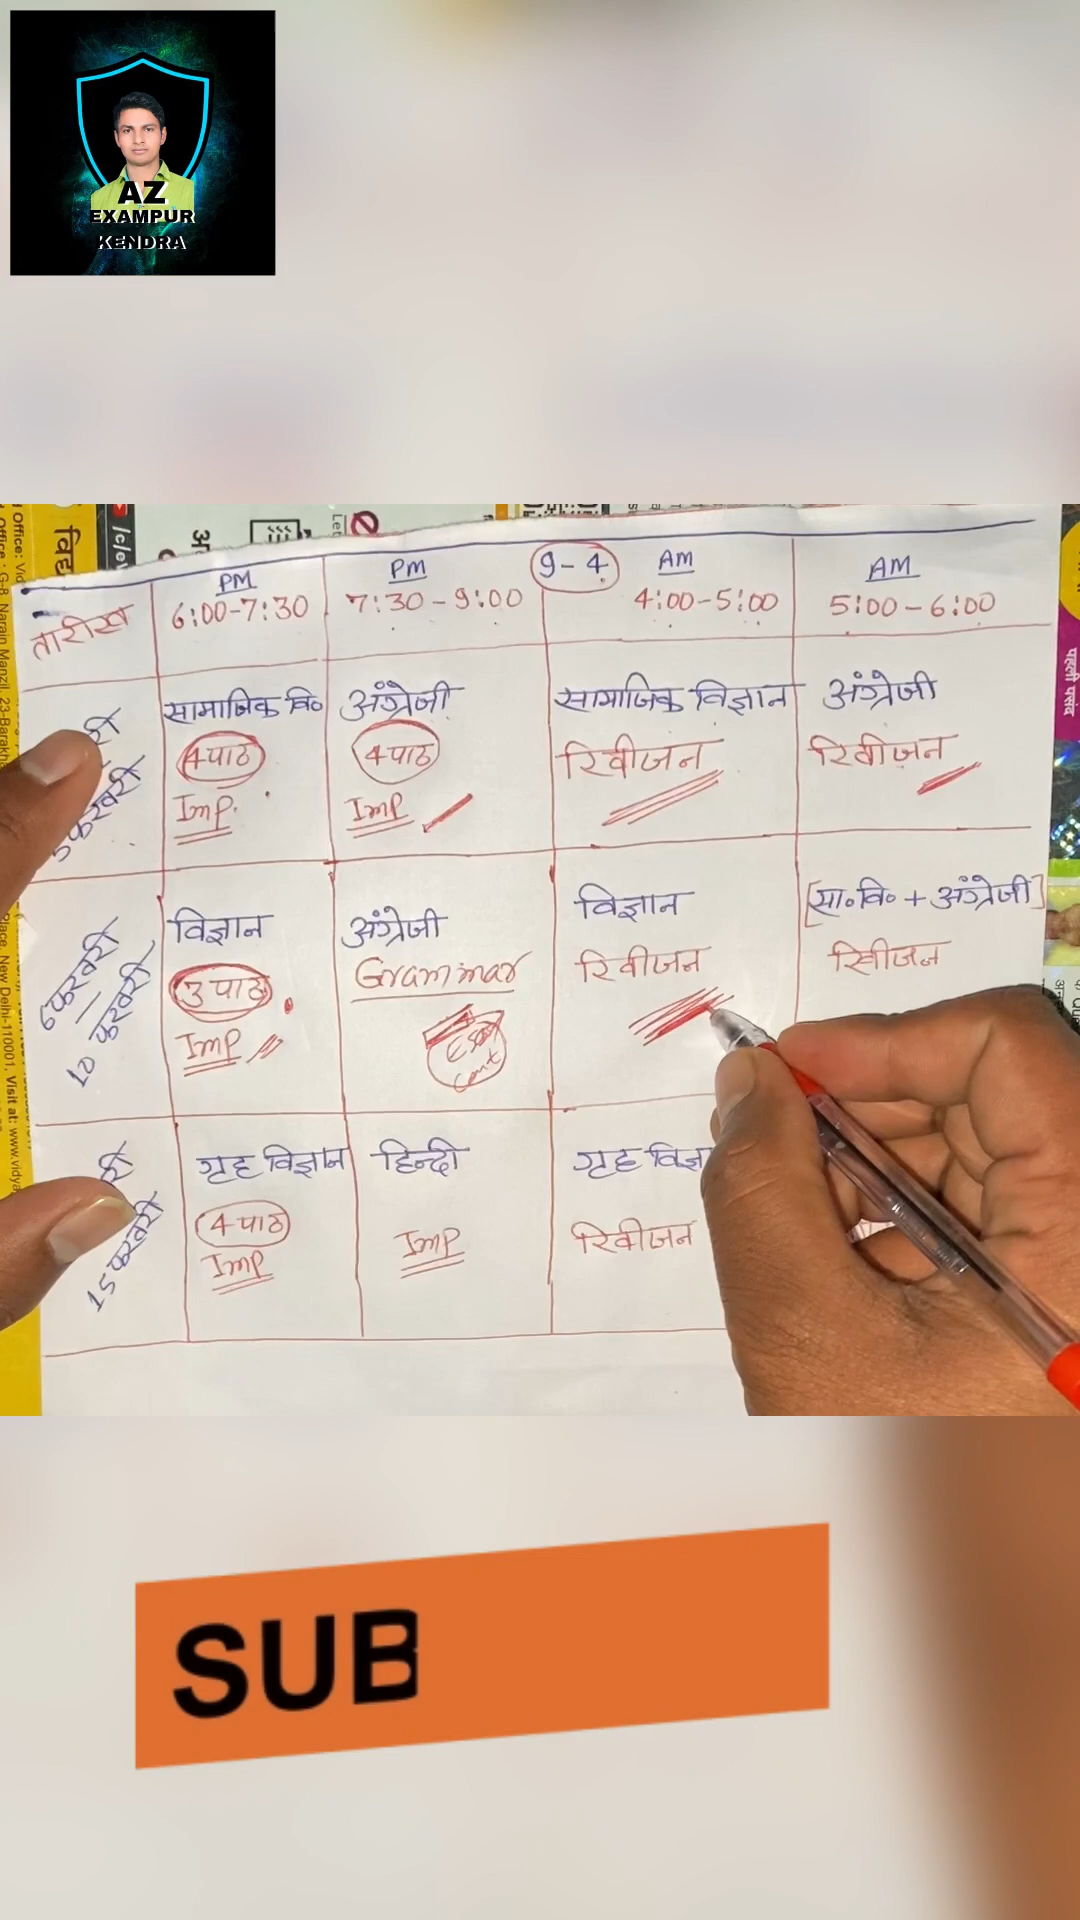 AZ
EXAMPUR
KENDRA
तारीख
PM
6:00-7:30
PM
7:30-9:00
9-4
AM
4:00-5:00
AM
5:00-6:00
री
5 फरवरी
सामाजिक वि०
4 पाठ
Imp.
अंग्रेजी
4 पाठ
Imp
सामाजिक विज्ञान
रिवीजन
अंग्रेजी
रिवीजन
6 फरवरी
10 फरवरी
विज्ञान
3 पाठ
Imp
अंग्रेजी
Grammar
विज्ञान
रिवीजन
[सा०वि० + अंग्रेजी]
रिवीजन
री
15 फरवरी
गृह विज्ञान
4 पाठ
Imp
हिन्दी
Imp
गृह विज्ञा
रिवीजन
SUB